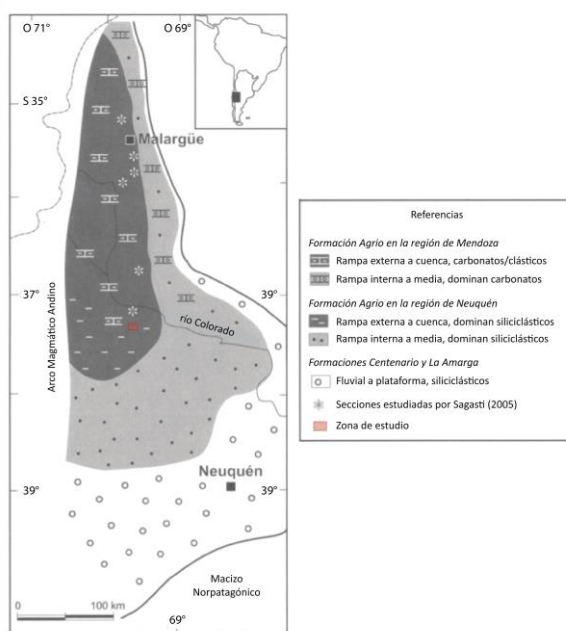 O 71°
O 69°
S 35°
Malargüe
37°
39°
río Colorado
Arco Magmático Andino
Neuquén
39°
39°
Macizo
Norpatagónico
0
100 km
69°
Referencias
Formación Agrio en la región de Mendoza
Rampa externa a cuenca, carbonatos/clásticos
Rampa interna a media, dominan carbonatos
Formación Agrio en la región de Neuquén
Rampa externa a cuenca, dominan siliciclásticos
Rampa interna a media, dominan siliciclásticos
Formaciones Centenario y La Amarga
Fluvial a plataforma, siliciclásticos
Secciones estudiadas por Sagasti (2005)
Zona de estudio